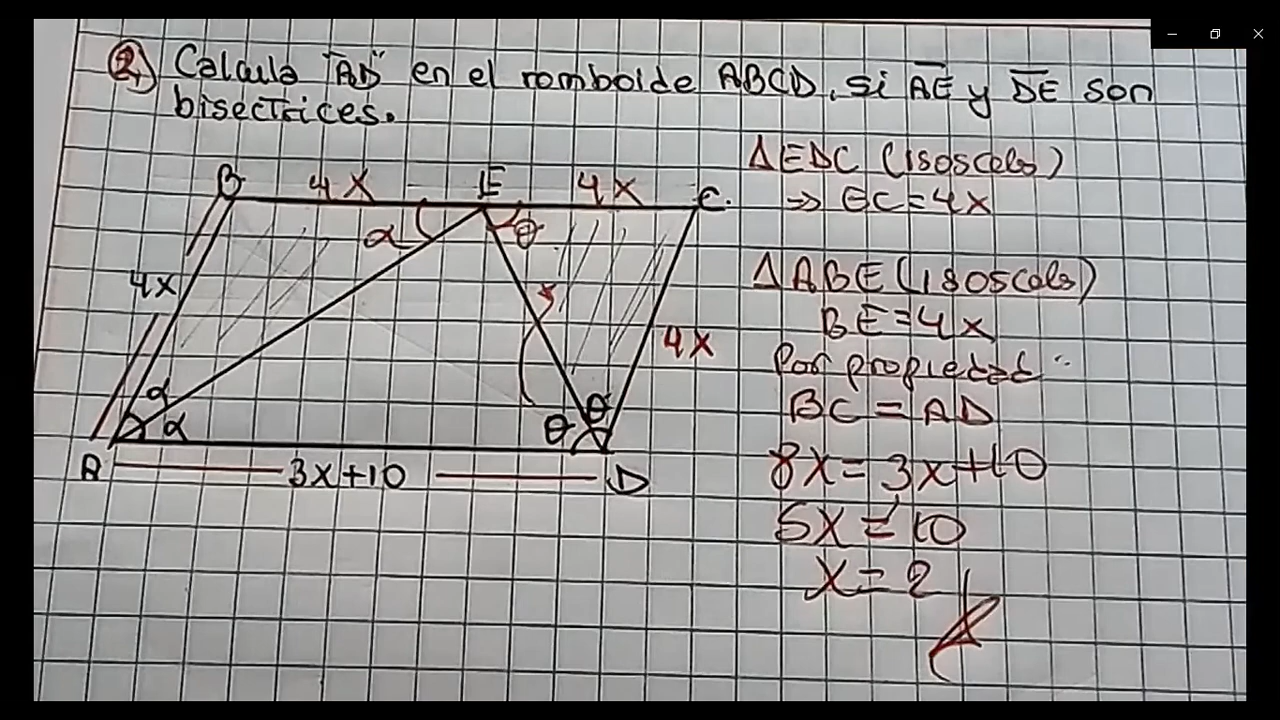 2) Calcula "AD" en el romboide ABCD, si AE y DE son
bisectrices.
B 4x E 4x C
α θ
4x
4x
α
α θ θ
A 3x+10 D
ΔEDC (isosceles)
⇒ EC=4x
ΔABE (isosceles)
BE=4x
Por propiedad:
BC = AD
8x = 3x+10
5x = 10
x = 2